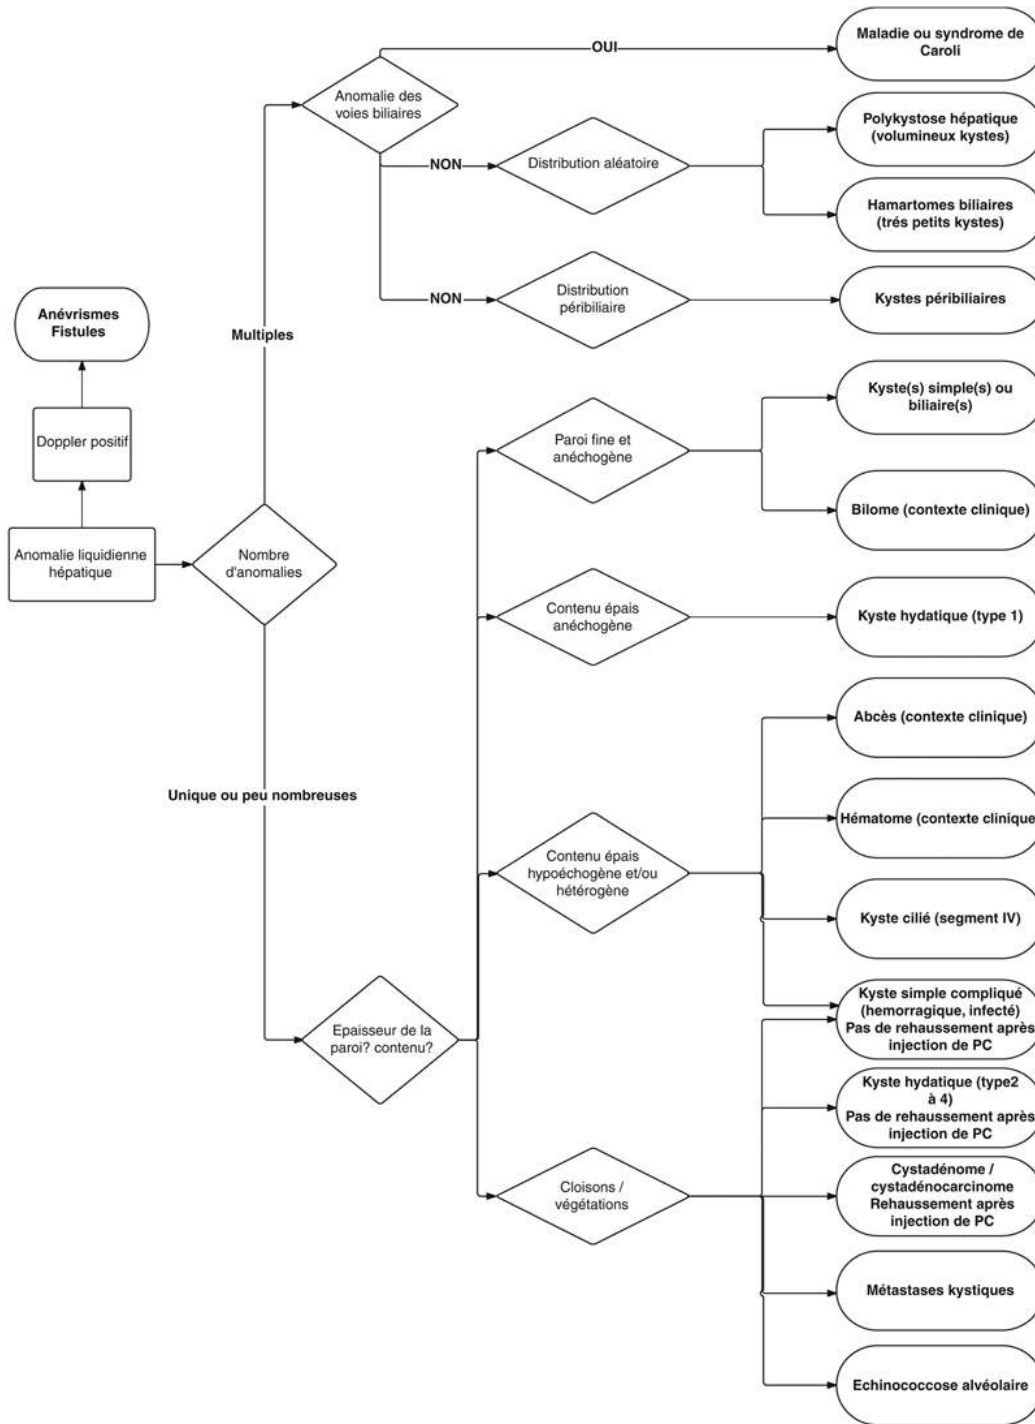 Maladie ou syndrome de
Caroli
OUI
Anomalie des
voies biliaires
Polykystose hépatique
(volumineux kystes)
NON
Distribution aléatoire
Hamartomes biliaires
(trés petits kystes)
NON
Distribution
péribiliaire
Kystes péribiliaires
Anévrismes
Fistules
Multiples
Kyste(s) simple(s) ou
biliaire(s)
Doppler positif
Paroi fine et
anéchogène
Bilome (contexte clinique)
Anomalie liquidienne
hépatique
Nombre
d'anomalies
Contenu épais
anéchogène
Kyste hydatique (type 1)
Abcès (contexte clinique)
Unique ou peu nombreuses
Hématome (contexte clinique
Contenu épais
hypoéchogène et/ou
hétérogène
Kyste cilié (segment IV)
Kyste simple compliqué
(hemorragique, infecté)
Pas de rehaussement après
injection de PC
Epaisseur de la
paroi? contenu?
Kyste hydatique (type2
à 4)
Pas de rehaussement après
injection de PC
Cloisons /
végétations
Cystadénome /
cystadénocarcinome
Rehaussement après
injection de PC
Métastases kystiques
Echinococcose alvéolaire